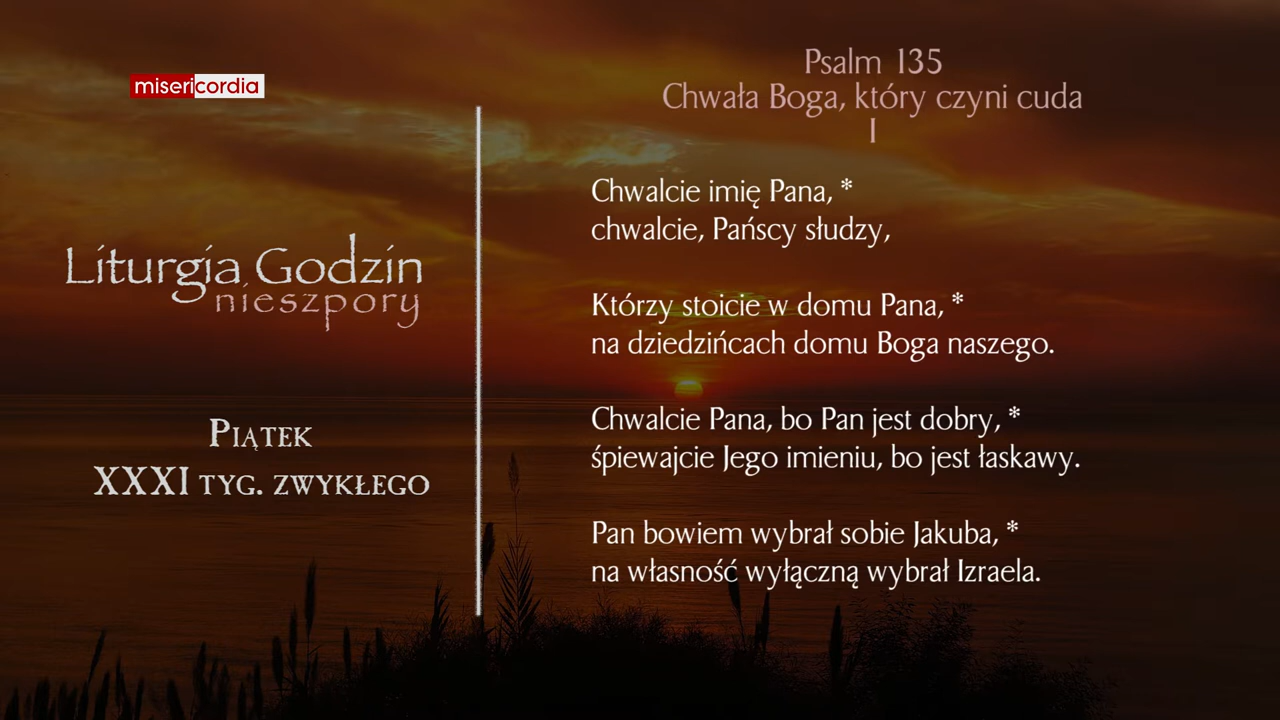 misericordia
Liturgia Godzin
nieszpory
Piątek
XXXI tyg. zwykłego
Psalm 135
Chwała Boga, który czyni cuda
I
Chwalcie imię Pana, *
chwalcie, Pańscy słudzy,
Którzy stoicie w domu Pana, *
na dziedzińcach domu Boga naszego.
Chwalcie Pana, bo Pan jest dobry, *
śpiewajcie Jego imieniu, bo jest łaskawy.
Pan bowiem wybrał sobie Jakuba, *
na własność wyłączną wybrał Izraela.